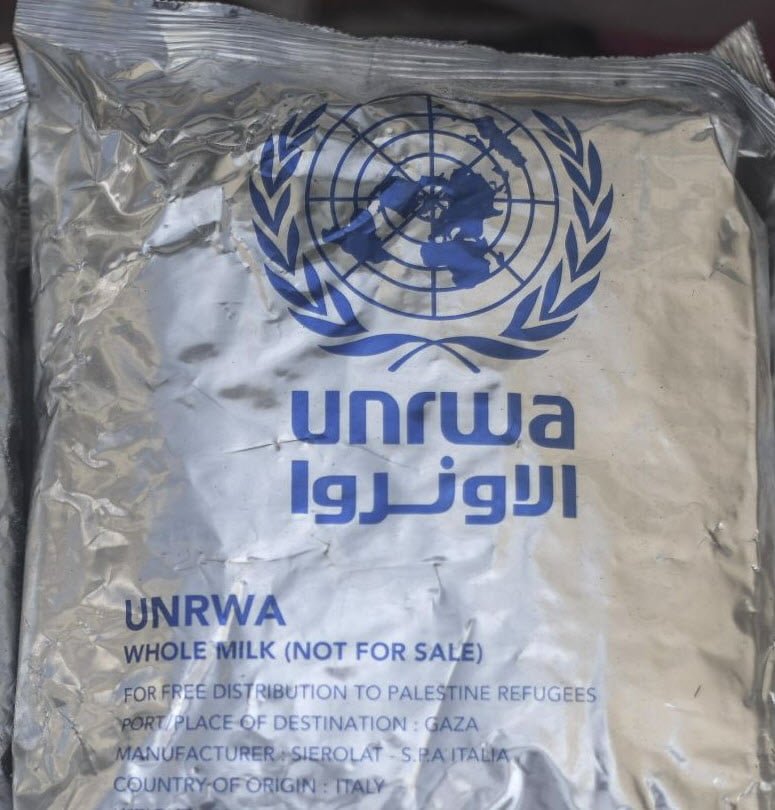 unrwa
الاونروا
UNRWA
WHOLE MILK (NOT FOR SALE)
FOR FREE DISTRIBUTION TO PALESTINE REFUGEES
PORT/PLACE OF DESTINATION : GAZA
MANUFACTURER : SIEROLAT - S.P.A ITALIA
COUNTRY OF ORIGIN : ITALY